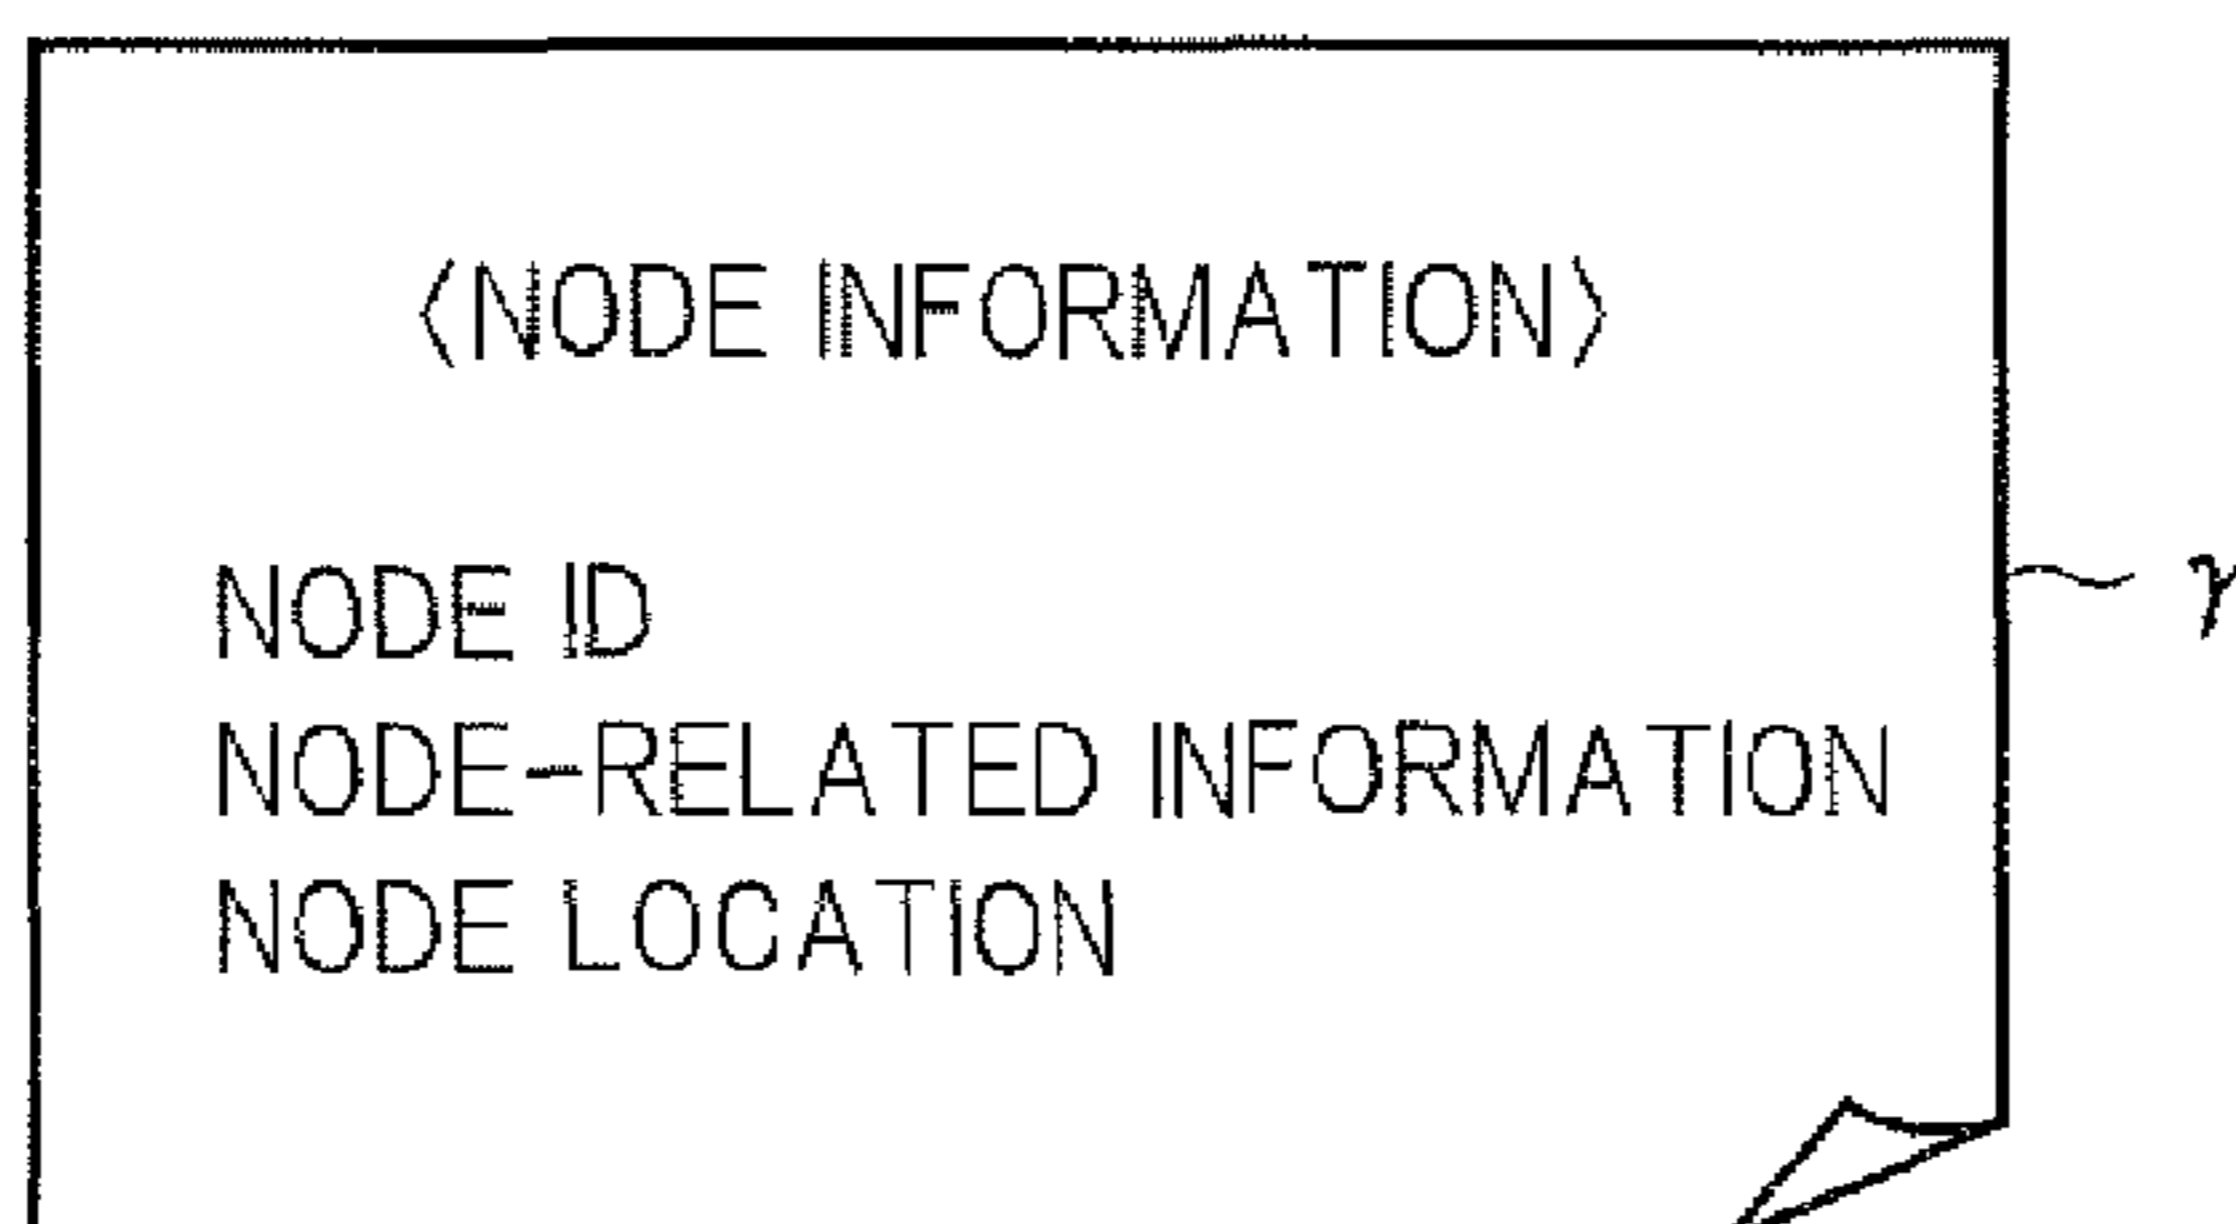 〈NODE INFORMATION〉
NODE ID
NODE-RELATED INFORMATION
NODE LOCATION